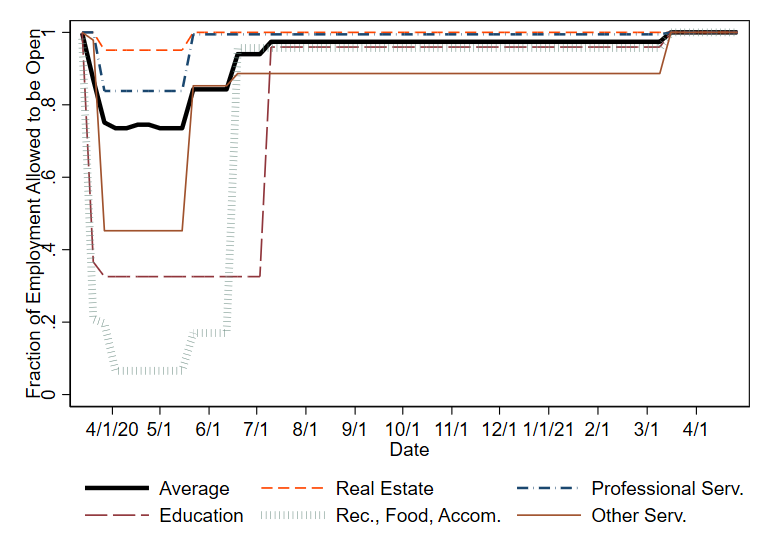 Fraction of Employment Allowed to be Open
1
.8
.6
.4
.2
0
4/1/20 5/1 6/1 7/1 8/1 9/1 10/1 11/1 12/1 1/1/21 2/1 3/1 4/1
Date
Average Real Estate Professional Serv.
Education Rec., Food, Accom. Other Serv.